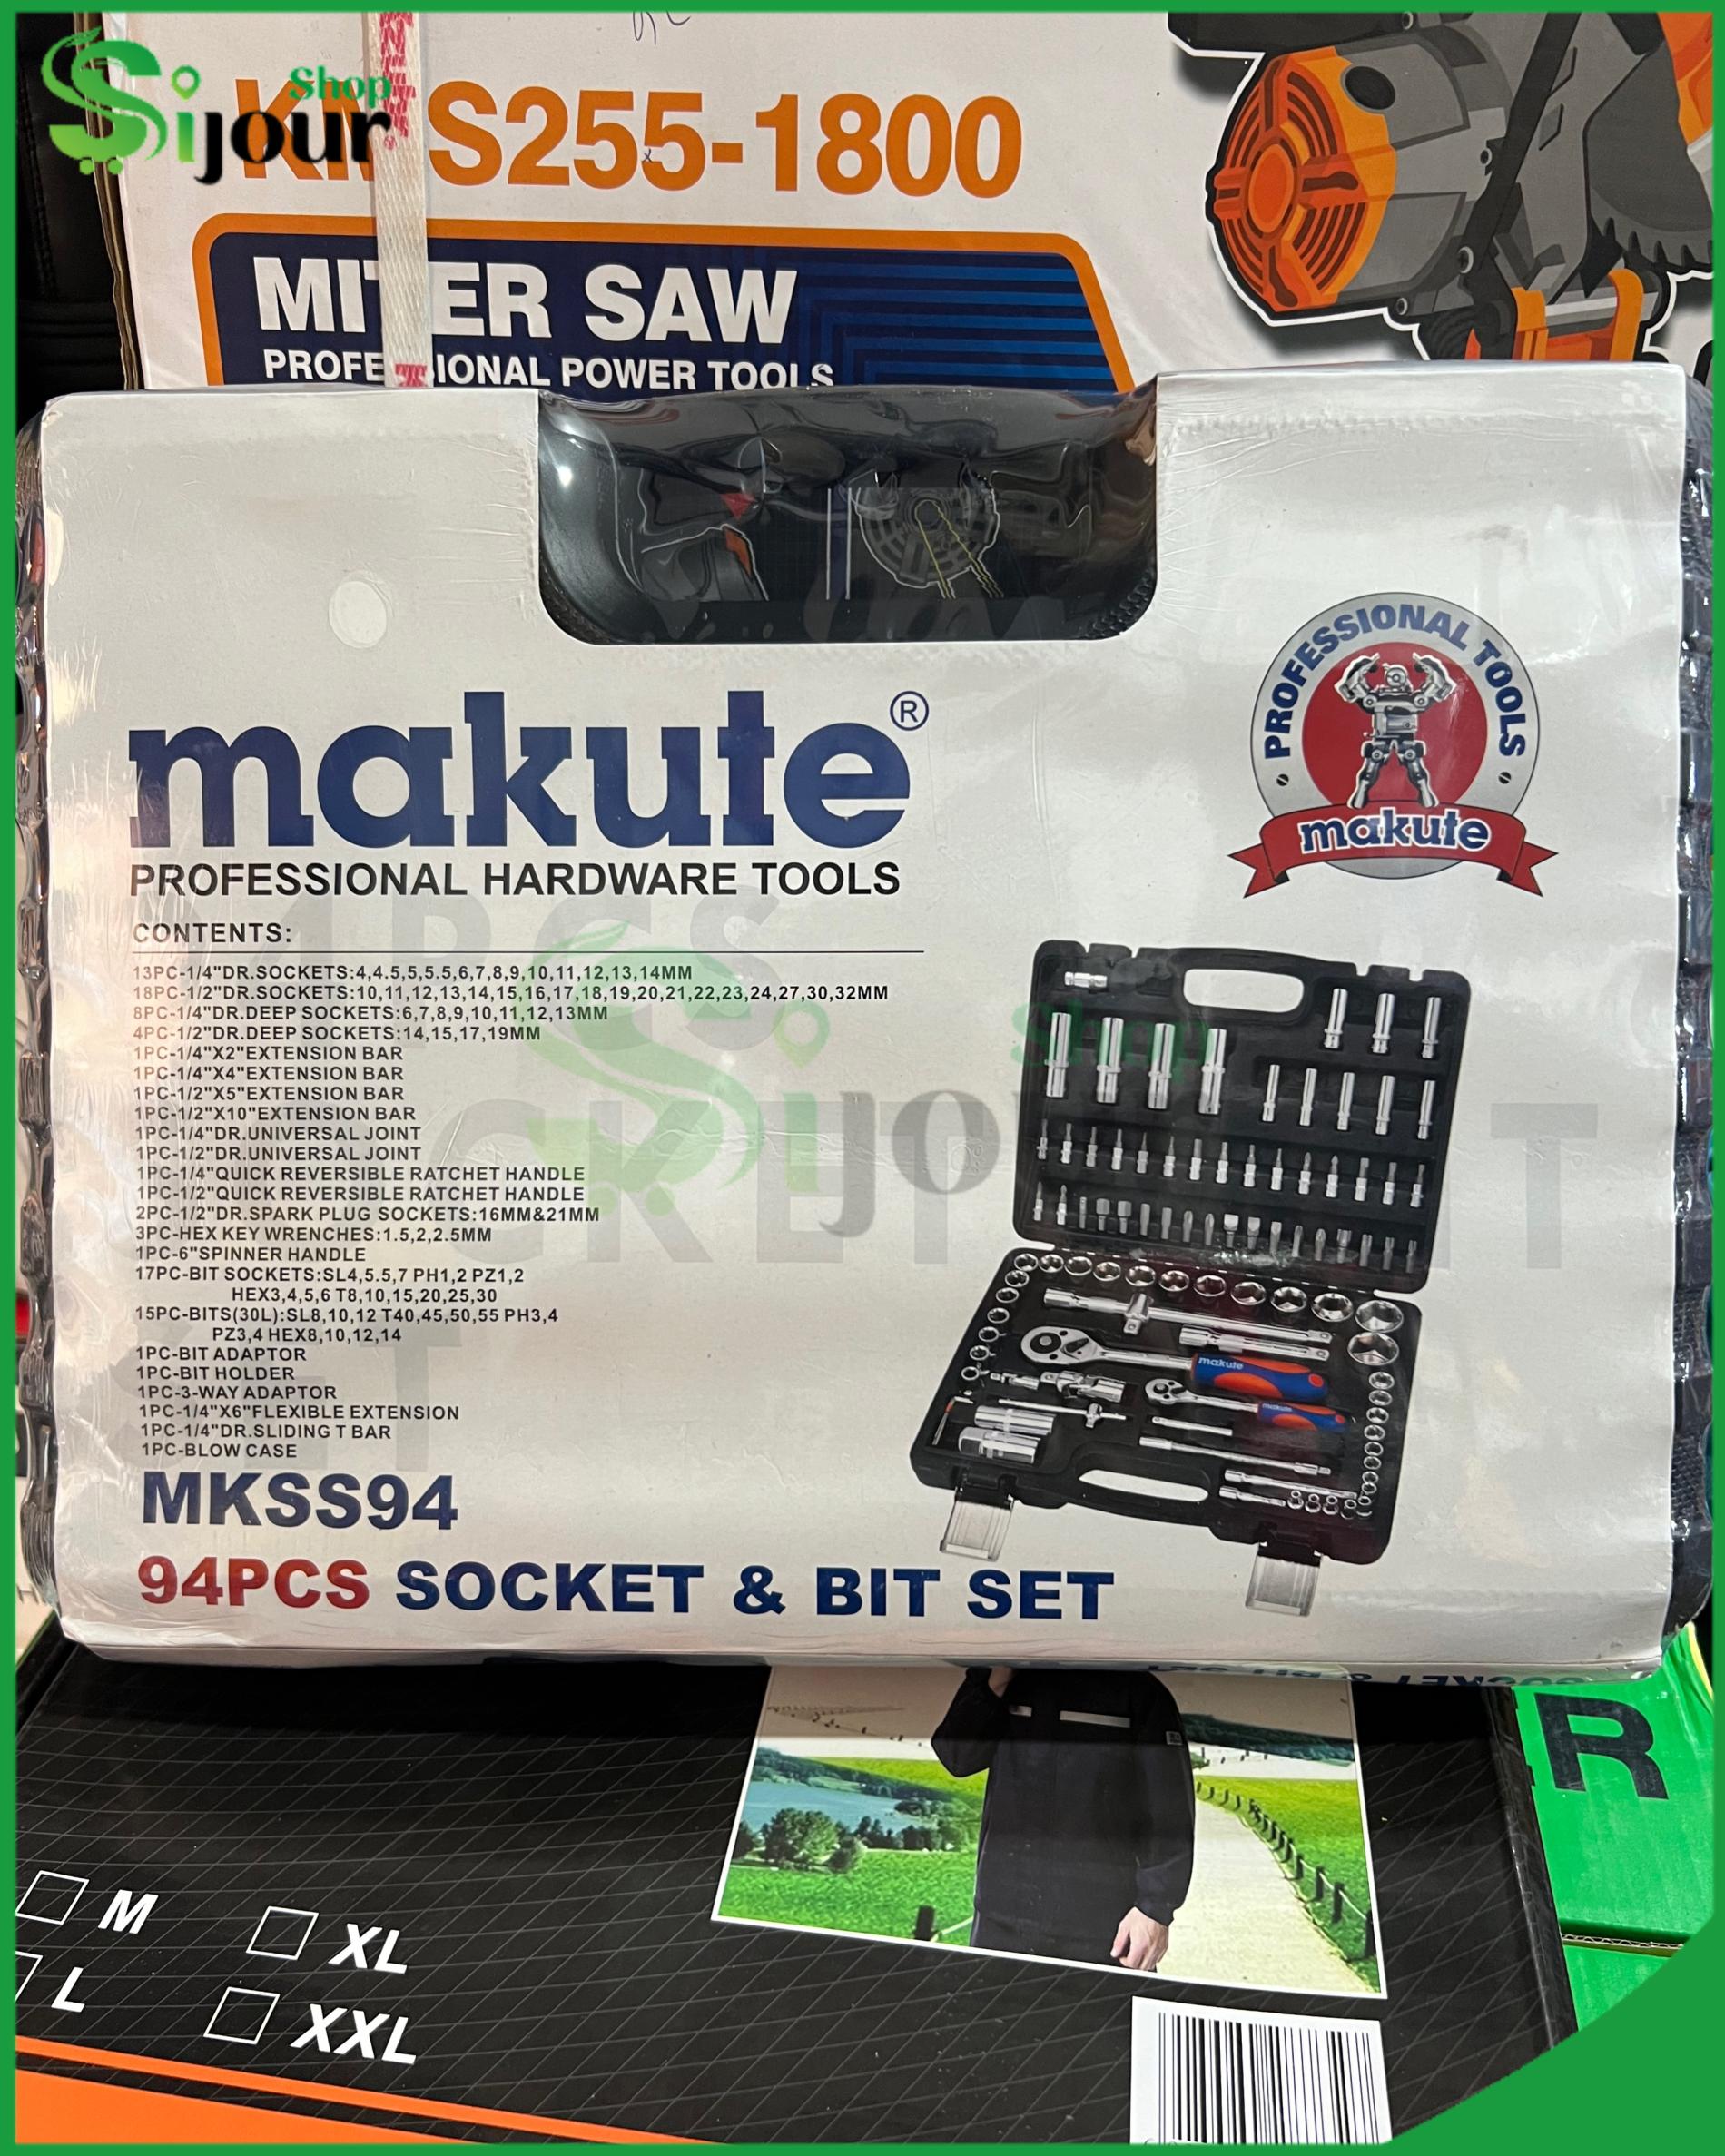 Shop
Sijour
S255-1800
MITER SAW
PROFESSIONAL POWER TOOLS
makute®
PROFESSIONAL HARDWARE TOOLS
PROFESSIONAL TOOLS
makute
CONTENTS:
13PC-1/4"DR.SOCKETS:4,4.5,5,5.5,6,7,8,9,10,11,12,13,14MM
18PC-1/2"DR.SOCKETS:10,11,12,13,14,15,16,17,18,19,20,21,22,23,24,27,30,32MM
8PC-1/4"DR.DEEP SOCKETS:6,7,8,9,10,11,12,13MM
4PC-1/2"DR.DEEP SOCKETS:14,15,17,19MM
1PC-1/4"X2"EXTENSION BAR
1PC-1/4"X4"EXTENSION BAR
1PC-1/2"X5"EXTENSION BAR
1PC-1/2"X10"EXTENSION BAR
1PC-1/4"DR.UNIVERSAL JOINT
1PC-1/2"DR.UNIVERSAL JOINT
1PC-1/4"QUICK REVERSIBLE RATCHET HANDLE
1PC-1/2"QUICK REVERSIBLE RATCHET HANDLE
2PC-1/2"DR.SPARK PLUG SOCKETS:16MM&21MM
3PC-HEX KEY WRENCHES:1.5,2,2.5MM
1PC-6"SPINNER HANDLE
17PC-BIT SOCKETS:SL4,5.5,7 PH1,2 PZ1,2
HEX3,4,5,6 T8,10,15,20,25,30
15PC-BITS(30L):SL8,10,12 T40,45,50,55 PH3,4
PZ3,4 HEX8,10,12,14
1PC-BIT ADAPTOR
1PC-BIT HOLDER
1PC-3-WAY ADAPTOR
1PC-1/4"X6"FLEXIBLE EXTENSION
1PC-1/4"DR.SLIDING T BAR
1PC-BLOW CASE
Shop
Sijour
makute
makute
MKSS94
94PCS SOCKET & BIT SET
R
M
XL
L
XXL